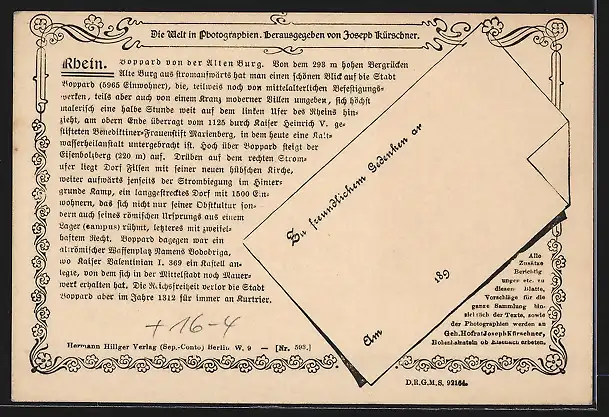 Die Welt in Photographien. Herausgegeben von Joseph Kürschner.
Rhein.
Boppard von der Alten Burg. Von dem 293 m hohen Bergrücken
Alte Burg aus stromaufwärts hat man einen schönen Blick auf die Stadt
Boppard (5965 Einwohner), die, teilweis noch von mittelalterlichen Befestigungs-
werken, teils aber auch von einem Kranz moderner Villen umgeben, sich höchst
malerisch eine halbe Stunde weit auf dem linken Ufer des Rheins hin-
zieht, am obern Ende überragt vom 1125 durch Kaiser Heinrich V. ge-
stifteten Benediktiner-Frauenstift Marienberg, in dem heute eine Kalt-
wasserheilanstalt untergebracht ist. Hoch über Boppard steigt der
Eisenbolzberg (220 m) auf. Drüben auf dem rechten Strom-
ufer liegt Dorf Filsen mit seiner neuen hübschen Kirche,
weiter aufwärts jenseits der Strombiegung im Hinter-
grunde Kamp, ein langgestrecktes Dorf mit 1500 Ein-
wohnern, das sich nicht nur seiner Obstkultur son-
dern auch seines römischen Ursprungs aus einem
Lager (campus) rühmt, letzteres mit zweifel-
haftem Recht. Boppard dagegen war ein
altrömischer Waffenplatz Namens Bobobriga,
wo Kaiser Valentinian I. 369 ein Kastell an-
legte, von dem sich in der Mittelstadt noch Mauer-
werk erhalten hat. Die Reichsfreiheit verlor die Stadt
Boppard aber im Jahre 1312 für immer an Kurtrier.
+ 16-4
Hermann Hillger Verlag (Sep.-Conto) Berlin W. 9 — [Nr. 593.]
Zu freundlichem Gedenken an
189
Am
Alle
Zusätze
Berichtig-
ungen etc. zu
diesem Blatte,
Vorschläge für die
ganze Sammlung hin-
sichtlich der Texte, sowie
der Photographien werden an
Geh. Hofrat Joseph Kürschner,
Hohenhainstein ob Eisenach erbeten.
D.R.G.M.S. 92164.